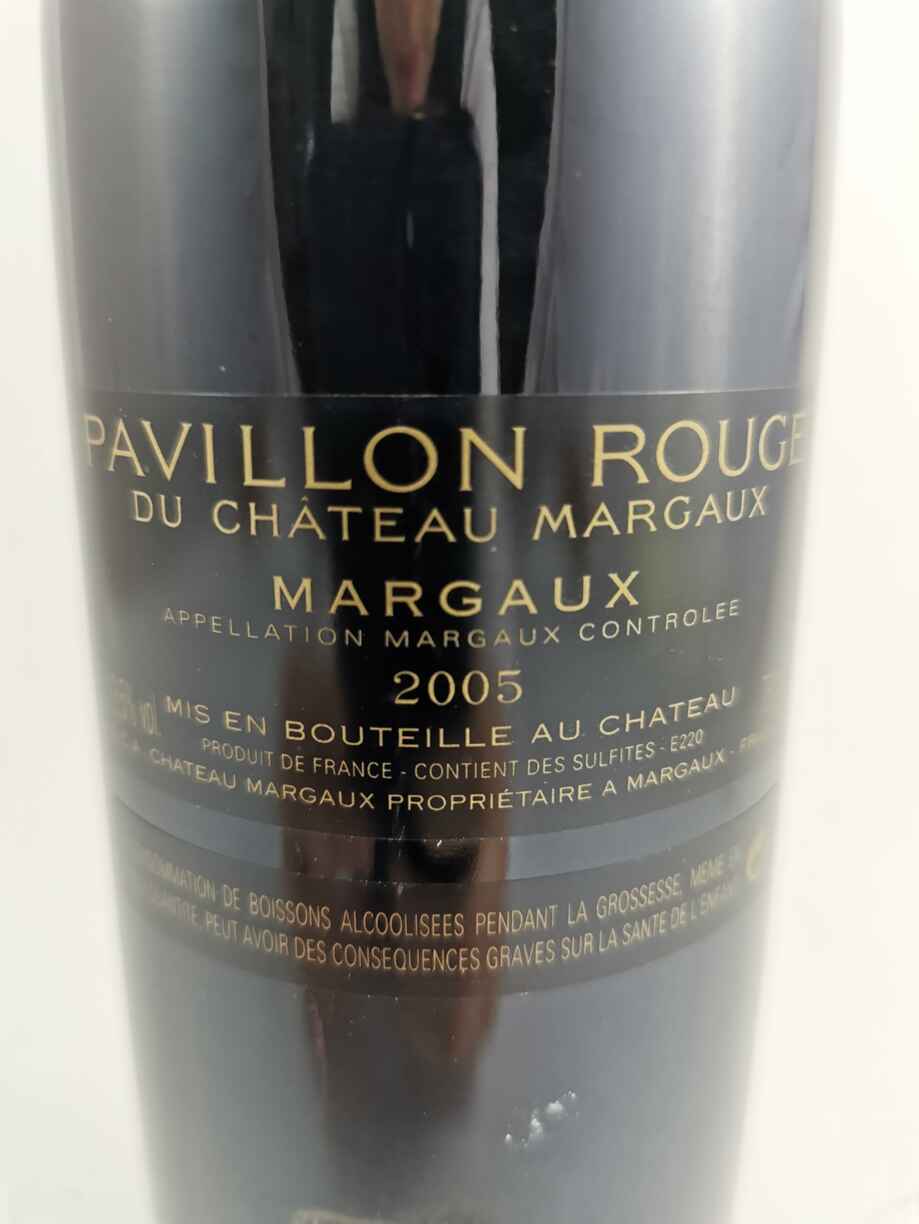 PAVILLON ROUGE
DU CHÂTEAU MARGAUX
MARGAUX
APPELLATION MARGAUX CONTROLEE
2005
MIS EN BOUTEILLE AU CHATEAU
PRODUIT DE FRANCE - CONTIENT DES SULFITES - E220
CHATEAU MARGAUX PROPRIÉTAIRE A MARGAUX -
DE BOISSONS ALCOOLISEES PENDANT LA GROSSESSE, MEME EN
PEUT AVOIR DES CONSEQUENCES GRAVES SUR LA SANTE DE L'ENFANT